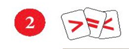 2
> = <